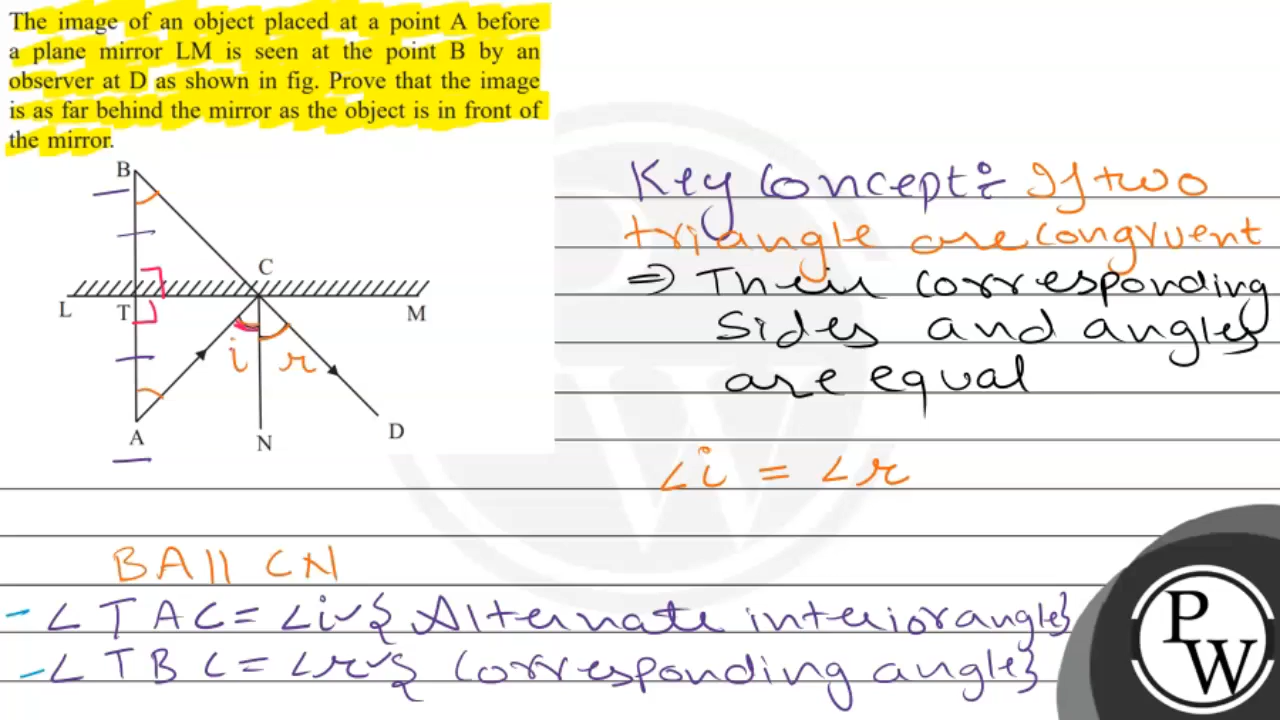 The image of an object placed at a point A before
a plane mirror LM is seen at the point B by an
observer at D as shown in fig. Prove that the image
is as far behind the mirror as the object is in front of
the mirror.
B
C
L
T
M
i
r
A
N
D
Key Concept:- If two
triangle are congruent
⇒ Their corresponding
sides and angles
are equal
∠i = ∠r
BA || CN
- ∠TAC = ∠i ✓ { Alternate interior angle}
- ∠TBC = ∠r ✓ { Corresponding angle}
P
W